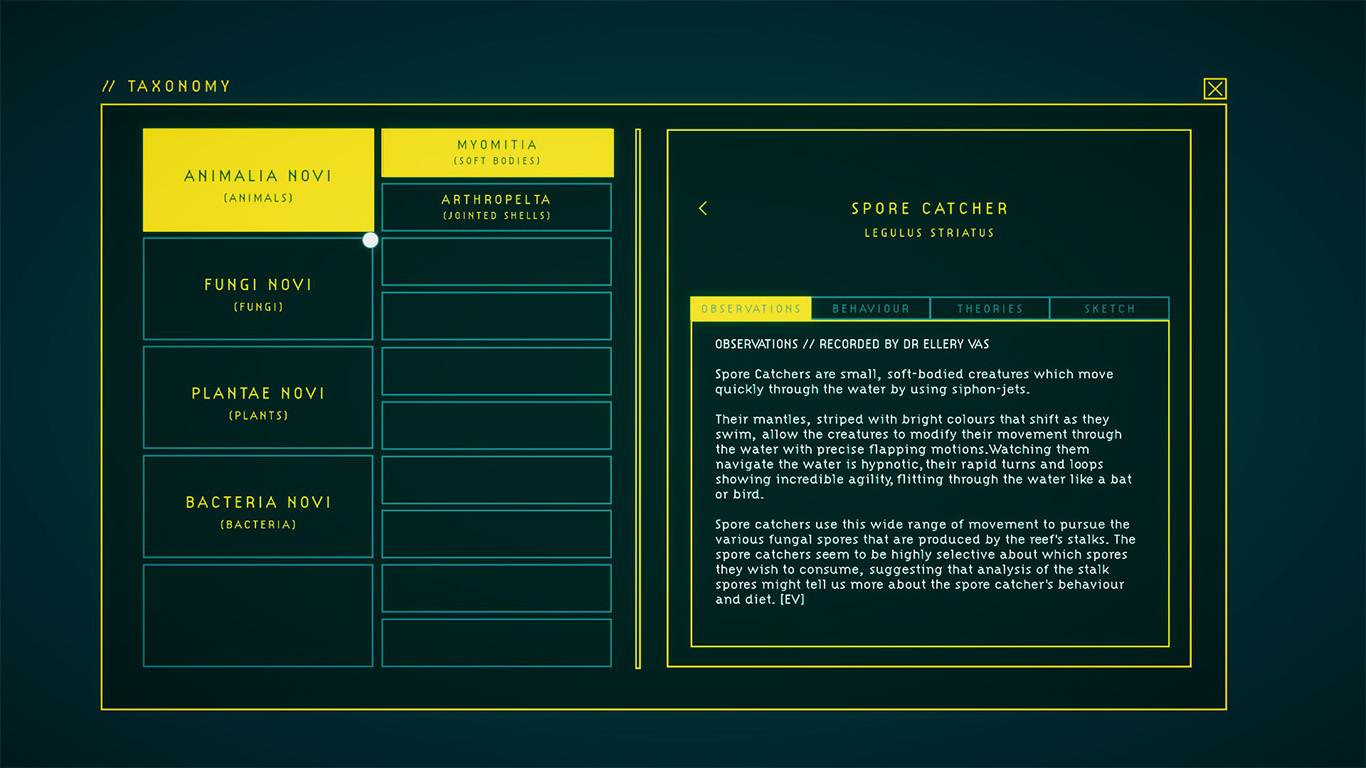 // TAXONOMY
ANIMALIA NOVI
(ANIMALS)
FUNGI NOVI
(FUNGI)
PLANTAE NOVI
(PLANTS)
BACTERIA NOVI
(BACTERIA)
MYOMITIA
(SOFT BODIES)
ARTHROPELTA
(JOINTED SHELLS)
SPORE CATCHER
LEGULUS STRIATUS
OBSERVATIONS BEHAVIOUR THEORIES SKETCH
OBSERVATIONS // RECORDED BY DR ELLERY VAS
Spore Catchers are small, soft-bodied creatures which move
quickly through the water by using siphon-jets.
Their mantles, striped with bright colours that shift as they
swim, allow the creatures to modify their movement through
the water with precise flapping motions.Watching them
navigate the water is hypnotic, their rapid turns and loops
showing incredible agility, flitting through the water like a bat
or bird.
Spore catchers use this wide range of movement to pursue the
various fungal spores that are produced by the reef's stalks. The
spore catchers seem to be highly selective about which spores
they wish to consume, suggesting that analysis of the stalk
spores might tell us more about the spore catcher's behaviour
and diet. [EV]